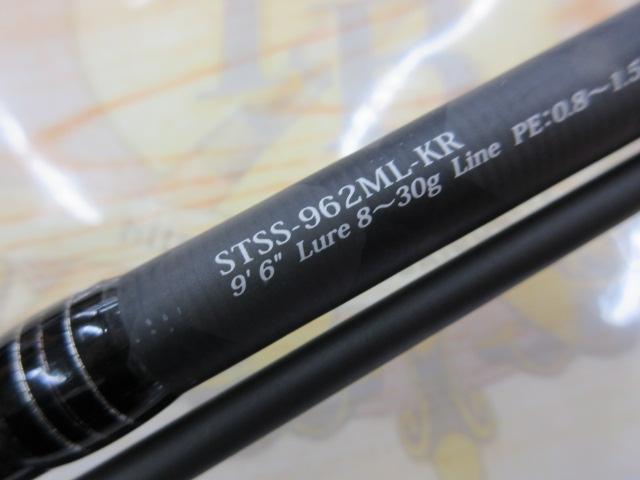 STSS-962ML-KR
9' 6" Lure 8～30g Line PE:0.8～1.5